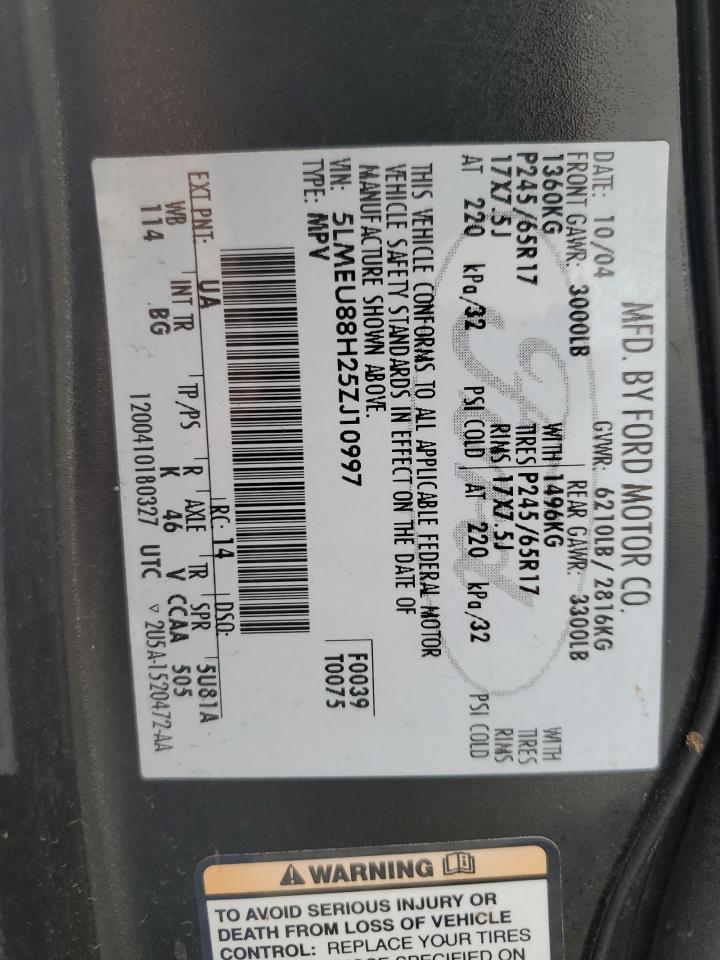 MFD. BY FORD MOTOR CO.
DATE: 10/04 GVWR: 6210LB/2816KG
FRONT GAWR: 3000LB REAR GAWR: 3300LB
1360KG WITH 1496KG WITH
P245/65R17 TIRES P245/65R17 TIRES
17X7.5J RIMS 17X7.5J RIMS
AT 220 kPa/32 PSI COLD AT 220 kPa/32 PSI COLD
Ford
THIS VEHICLE CONFORMS TO ALL APPLICABLE FEDERAL MOTOR
VEHICLE SAFETY STANDARDS IN EFFECT ON THE DATE OF
MANUFACTURE SHOWN ABOVE.
VIN: 5LMEU88H25ZJ10997 F0039
TYPE: MPV T0075
EXT PNT: UA RC: 14 DSO:
WB INT TR TP/PS R AXLE TR SPR 5U81A
114 BG K 46 V CCAA 505
1200410180327 UTC ▽ 2U5A-1520472-AA
⚠ WARNING
TO AVOID SERIOUS INJURY OR
DEATH FROM LOSS OF VEHICLE
CONTROL: REPLACE YOUR TIRES
SPECIFIED ON